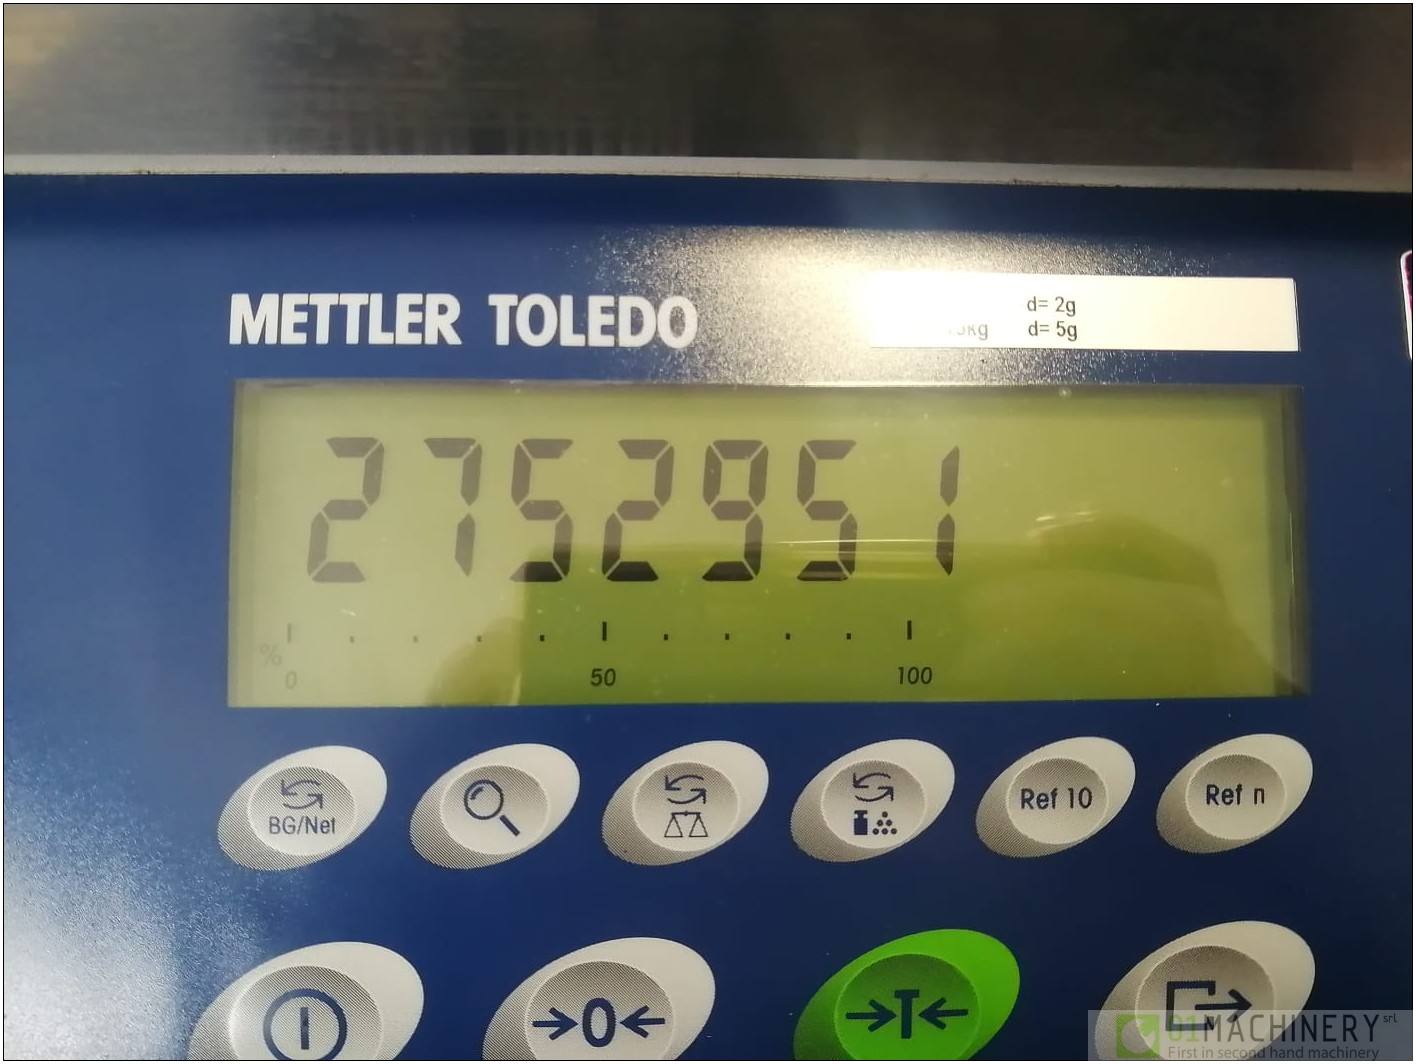 METTLER TOLEDO
d= 2g
d= 5g
2752951
%
0 50 100
BG/Net
Ref 10
Ref n
→0←
→T←
01MACHINERY srl
First in second hand machinery